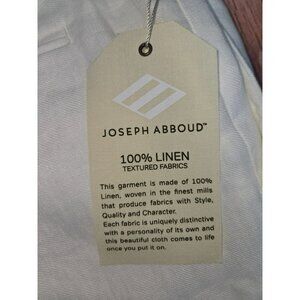 JOSEPH ABBOUD™
100% LINEN
TEXTURED FABRICS
This garment is made of 100%
Linen, woven in the finest mills
that produce fabrics with Style,
Quality and Character.
Each fabric is uniquely distinctive
with a personality of its own and
this beautiful cloth comes to life
once you put it on.